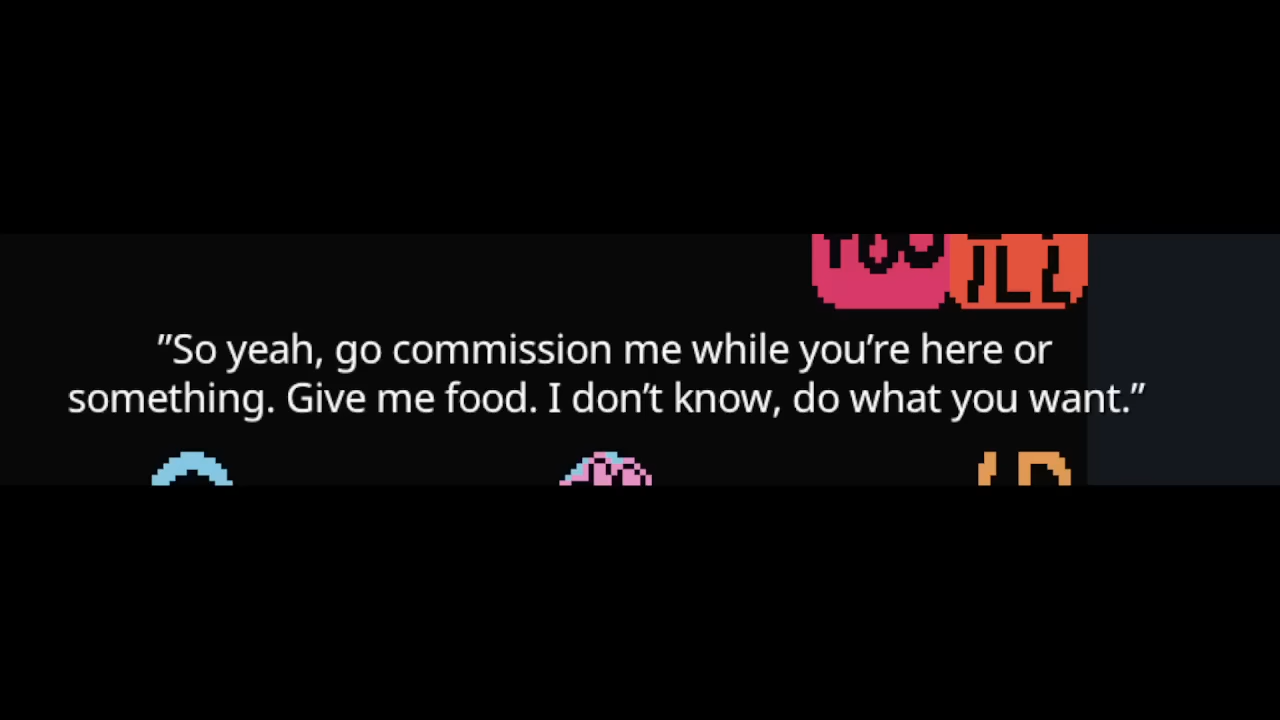 ”So yeah, go commission me while you’re here or
something. Give me food. I don’t know, do what you want.”